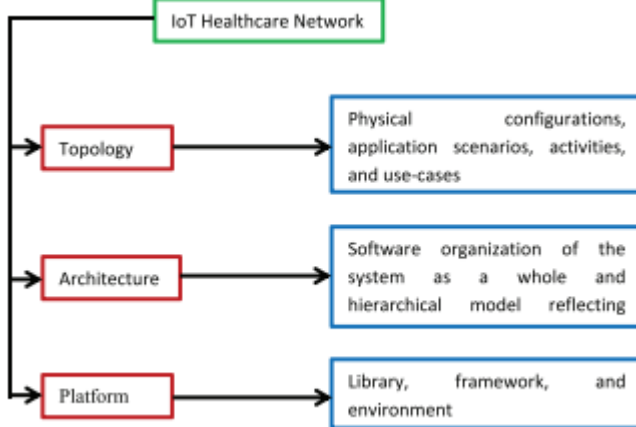 IoT Healthcare Network
Topology
Physical configurations,
application scenarios, activities,
and use-cases
Architecture
Software organization of the
system as a whole and
hierarchical model reflecting
Platform
Library, framework, and
environment